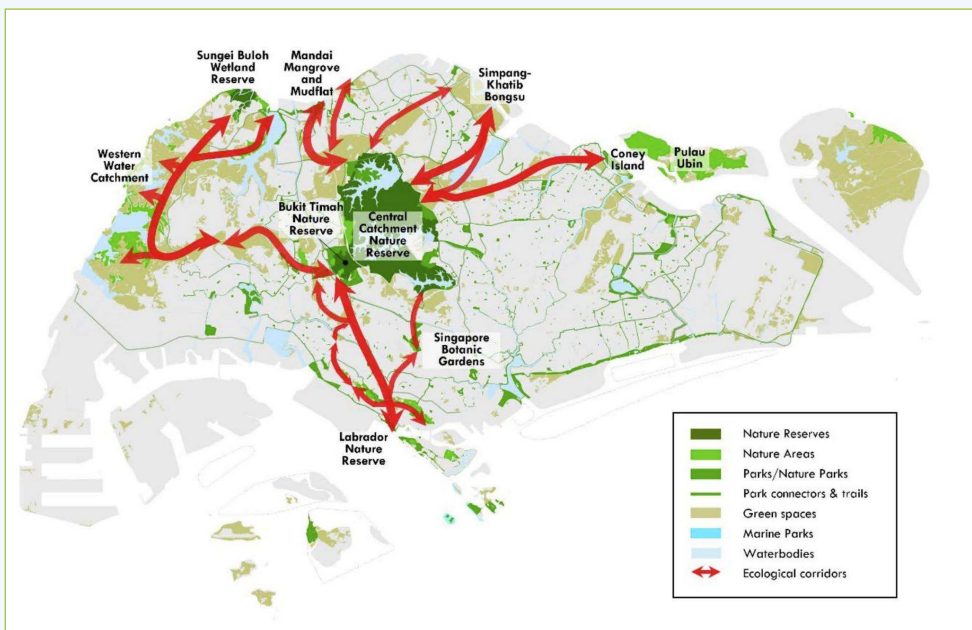 Sungei Buloh
Wetland
Reserve
Mandai
Mangrove
and
Mudflat
Simpang-
Khatib
Bongsu
Western
Water
Catchment
Coney
Island
Pulau
Ubin
Bukit Timah
Nature
Reserve
Central
Catchment
Nature
Reserve
Singapore
Botanic
Gardens
Labrador
Nature
Reserve
Nature Reserves
Nature Areas
Parks/Nature Parks
Park connectors & trails
Green spaces
Marine Parks
Waterbodies
Ecological corridors